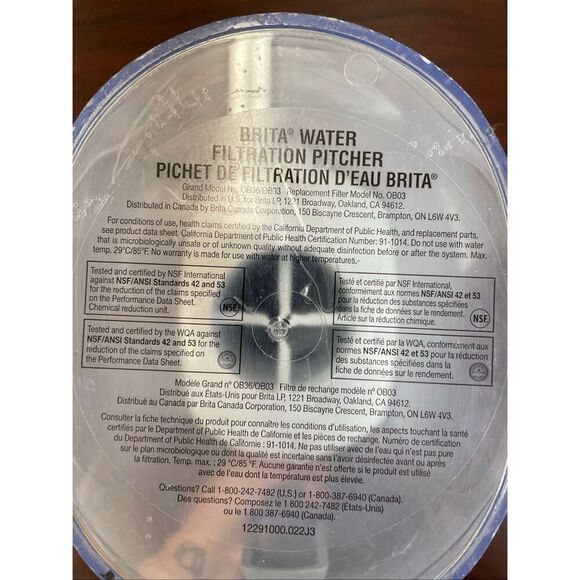 BRITA® WATER
FILTRATION PITCHER
PICHET DE FILTRATION D'EAU BRITA®
Grand Model No. OB36/OB03 Replacement Filter Model No. OB03
Distributed in U.S. for Brita LP, 1221 Broadway, Oakland, CA 94612.
Distributed in Canada by Brita Canada Corporation, 150 Biscayne Crescent, Brampton, ON L6W 4V3.
For conditions of use, health claims certified by the California Department of Public Health, and replacement parts,
see product data sheet. California Department of Public Health Certification Number: 91-1014. Do not use with water
that is microbiologically unsafe or of unknown quality without adequate disinfection before or after the system. Max.
temp. 29°C/85°F. No warranty is made for use with water at higher temperatures.
Tested and certified by NSF International
against NSF/ANSI Standards 42 and 53
for the reduction of the claims specified
on the Performance Data Sheet.
Chemical reduction unit.
NSF
Testé et certifié par NSF International,
conformément aux normes NSF/ANSI 42 et 53
pour la réduction des substances spécifiées
dans la fiche de données sur le rendement.
Article sur la réduction chimique.
NSF
Tested and certified by the WQA against
NSF/ANSI Standards 42 and 53 for the
reduction of the claims specified on
the Performance Data Sheet.
Testé et certifié par la WQA, conformément aux
normes NSF/ANSI 42 et 53 pour la réduction
des substances spécifiées dans la
fiche de données sur le rendement.
Modèle Grand n° OB36/OB03 Filtre de rechange modèle n° OB03
Distribué aux États-Unis pour Brita LP, 1221 Broadway, Oakland, CA 94612.
Distribué au Canada par Brita Canada Corporation, 150 Biscayne Crescent, Brampton, ON L6W 4V3.
Consulter la fiche technique du produit pour connaître les conditions d'utilisation, les aspects touchant la santé
certifiés par le Department of Public Health de Californie et les pièces de rechange. Numéro de certification
du Department of Public Health de Californie : 91-1014. Ne pas utiliser avec de l'eau qui n'est pas pure
sur le plan microbiologique ou dont la qualité est incertaine sans l'avoir désinfectée avant ou après
la filtration. Temp. max. : 29 °C/85 °F. Aucune garantie n'est offerte si le produit est utilisé
avec de l'eau dont la température est plus élevée.
Questions? Call 1-800-242-7482 (U.S.) or 1-800-387-6940 (Canada).
Des questions? Composez le 1 800 242-7482 (États-Unis)
ou le 1 800 387-6940 (Canada).
12291000.022J3